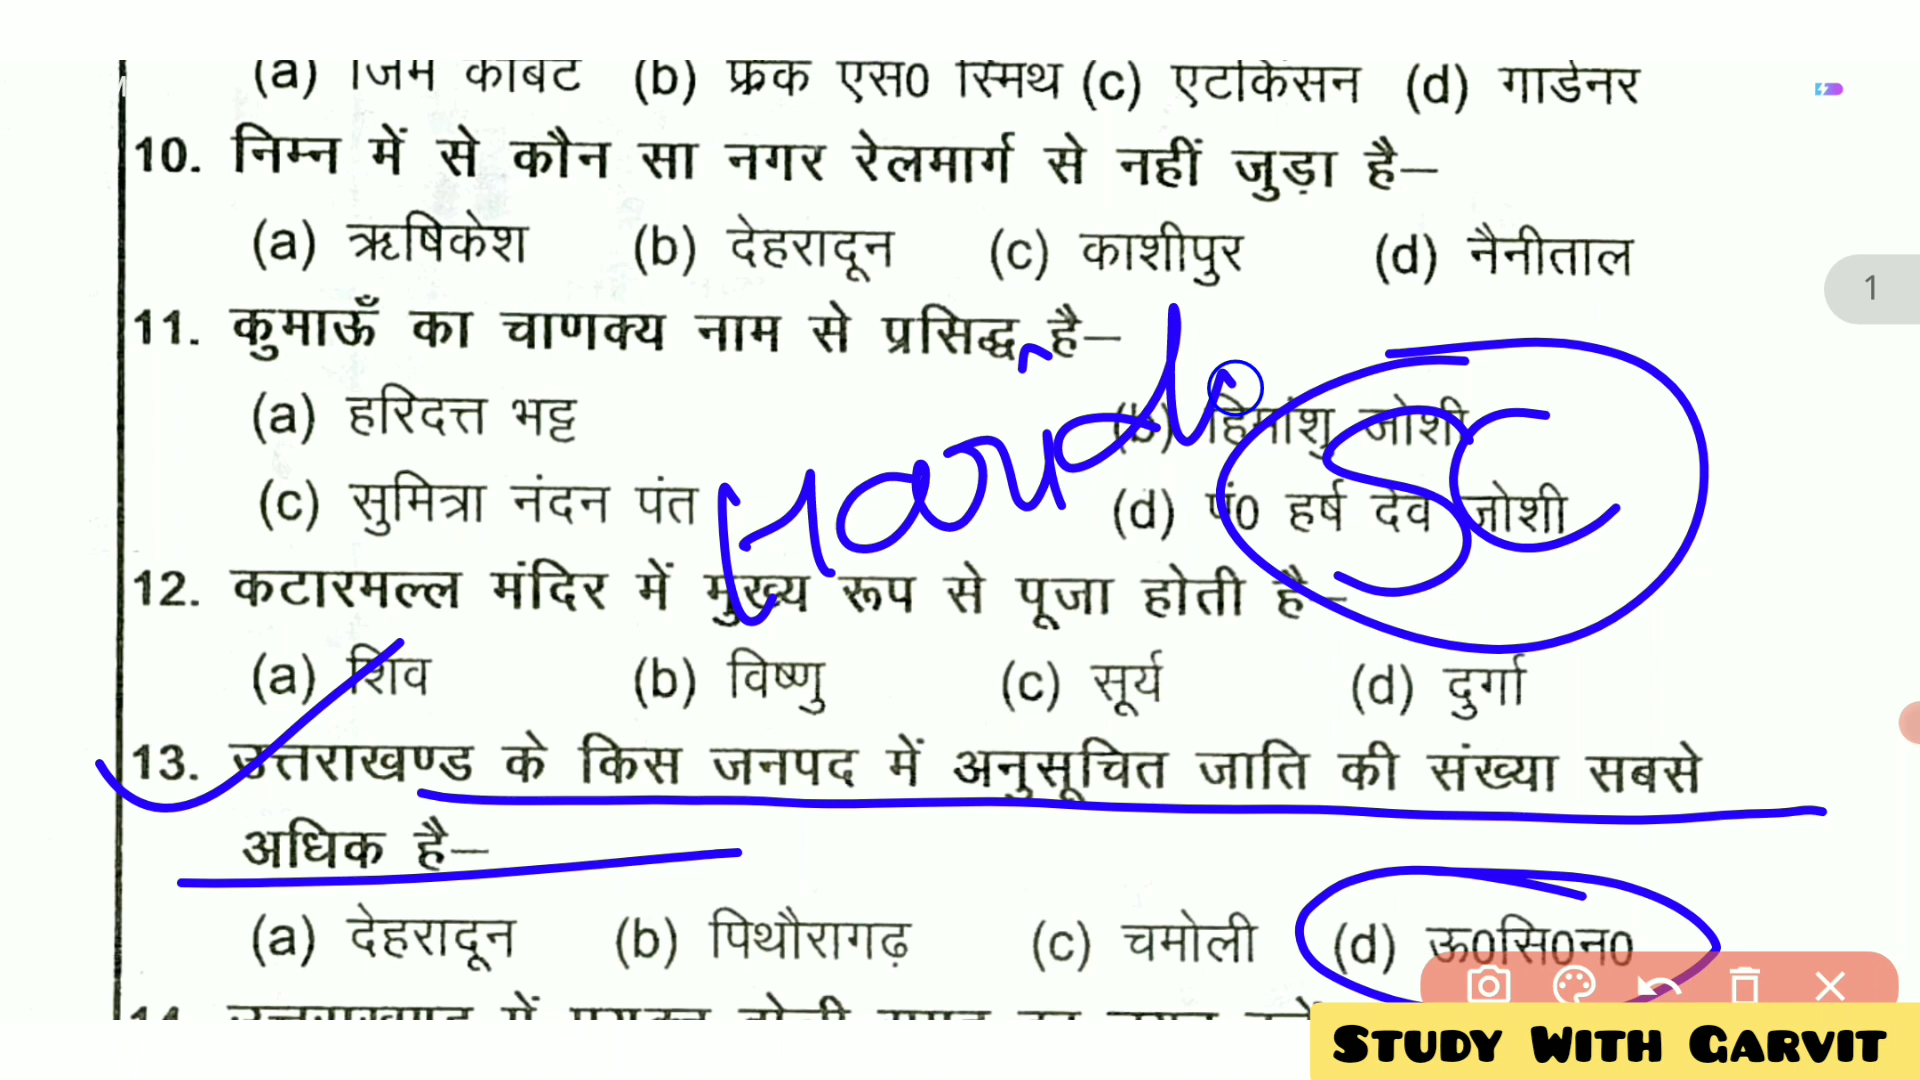 (a) जिम कार्बेट (b) फ्रैंक एस0 स्मिथ (c) एटकिंसन (d) गार्डनर
10. निम्न में से कौन सा नगर रेलमार्ग से नहीं जुड़ा है–
(a) ऋषिकेश (b) देहरादून (c) काशीपुर (d) नैनीताल
1
11. कुमाऊँ का चाणक्य नाम से प्रसिद्ध है–
(a) हरिदत्त भट्ट (b) हिमांशु जोशी
(c) सुमित्रा नंदन पंत (d) पं0 हर्ष देव जोशी
SC
12. कटारमल्ल मंदिर में मुख्य रूप से पूजा होती है–
(a) शिव (b) विष्णु (c) सूर्य (d) दुर्गा
13. उत्तराखण्ड के किस जनपद में अनुसूचित जाति की संख्या सबसे
अधिक है–
(a) देहरादून (b) पिथौरागढ़ (c) चमोली (d) ऊ0सि0न0
STUDY WITH GARVIT